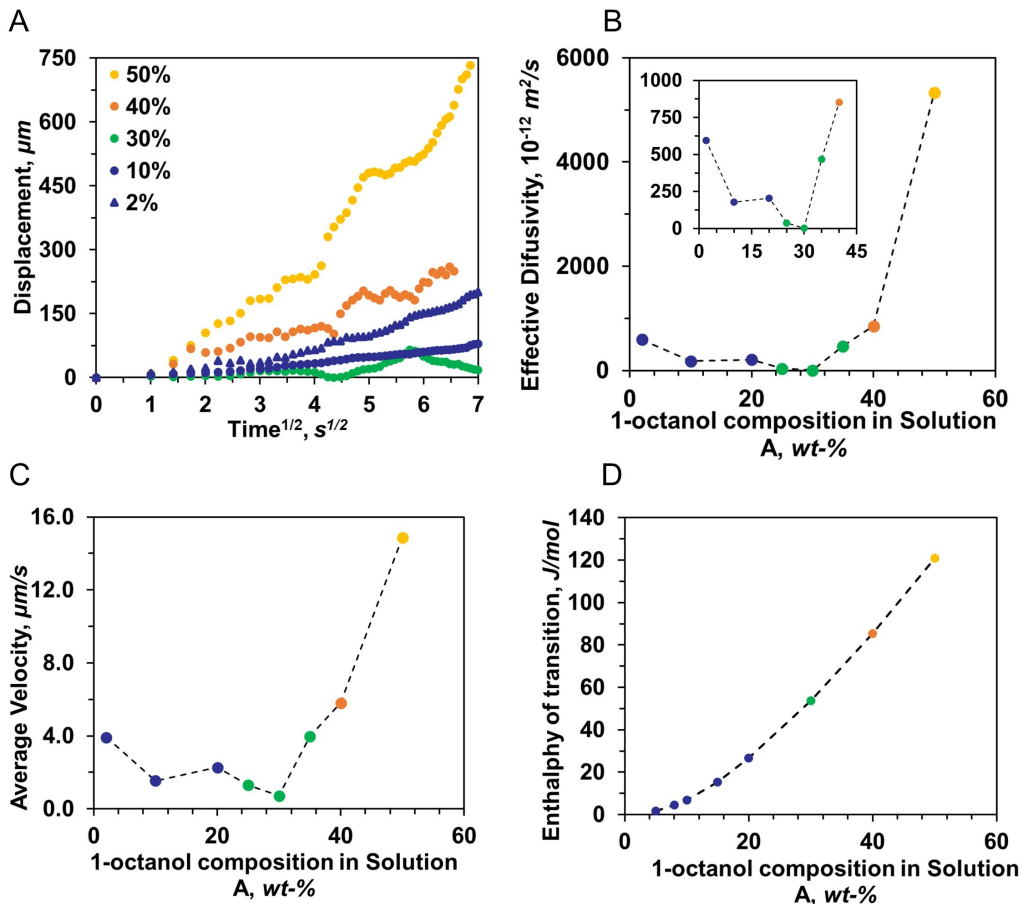 A
Displacement, μm
750
600
450
300
150
0
50%
40%
30%
10%
2%
0 1 2 3 4 5 6 7
Time1/2, s1/2
B
Effective Difusivity, 10-12 m2/s
6000
4000
2000
0
1000
750
500
250
0
0 15 30 45
0 20 40 60
1-octanol composition in Solution
A, wt-%
C
Average Velocity, μm/s
16.0
12.0
8.0
4.0
0.0
0 20 40 60
1-octanol composition in Solution
A, wt-%
D
Enthalphy of transition, J/mol
140
120
100
80
60
40
20
0
0 20 40 60
1-octanol composition in Solution
A, wt-%